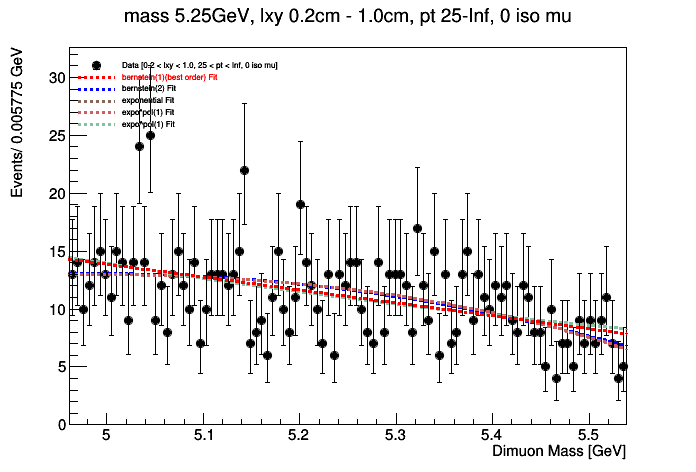 mass 5.25GeV, lxy 0.2cm - 1.0cm, pt 25-Inf, 0 iso mu
Events/ 0.005775 GeV
Data [0.2 < lxy < 1.0, 25 < pt < Inf, 0 iso mu]
bernstein(1)(best order) Fit
bernstein(2) Fit
exponential Fit
expo*pol(1) Fit
expo*pol(1) Fit
30
25
20
15
10
5
0
5 5.1 5.2 5.3 5.4 5.5
Dimuon Mass [GeV]